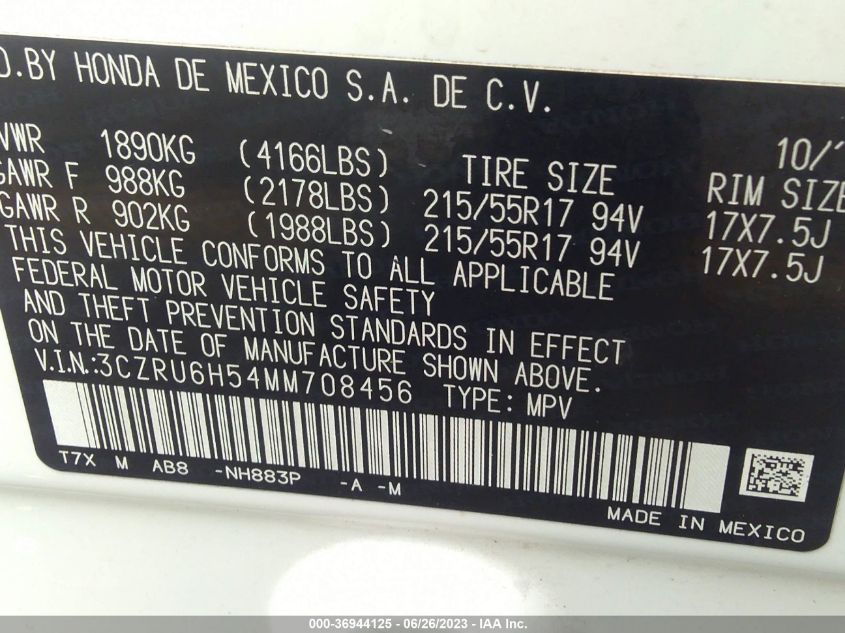 D.BY HONDA DE MEXICO S.A. DE C.V.
VWR 1890KG (4166LBS) 10/
GAWR F 988KG (2178LBS) TIRE SIZE RIM SIZE
GAWR R 902KG (1988LBS) 215/55R17 94V 17X7.5J
215/55R17 94V 17X7.5J
THIS VEHICLE CONFORMS TO ALL APPLICABLE
FEDERAL MOTOR VEHICLE SAFETY
AND THEFT PREVENTION STANDARDS IN EFFECT
ON THE DATE OF MANUFACTURE SHOWN ABOVE.
V.I.N.:3CZRU6H54MM708456 TYPE: MPV
T7X M AB8 -NH883P -A -M
MADE IN MEXICO
000-36944125 - 06/26/2023 - IAA Inc.